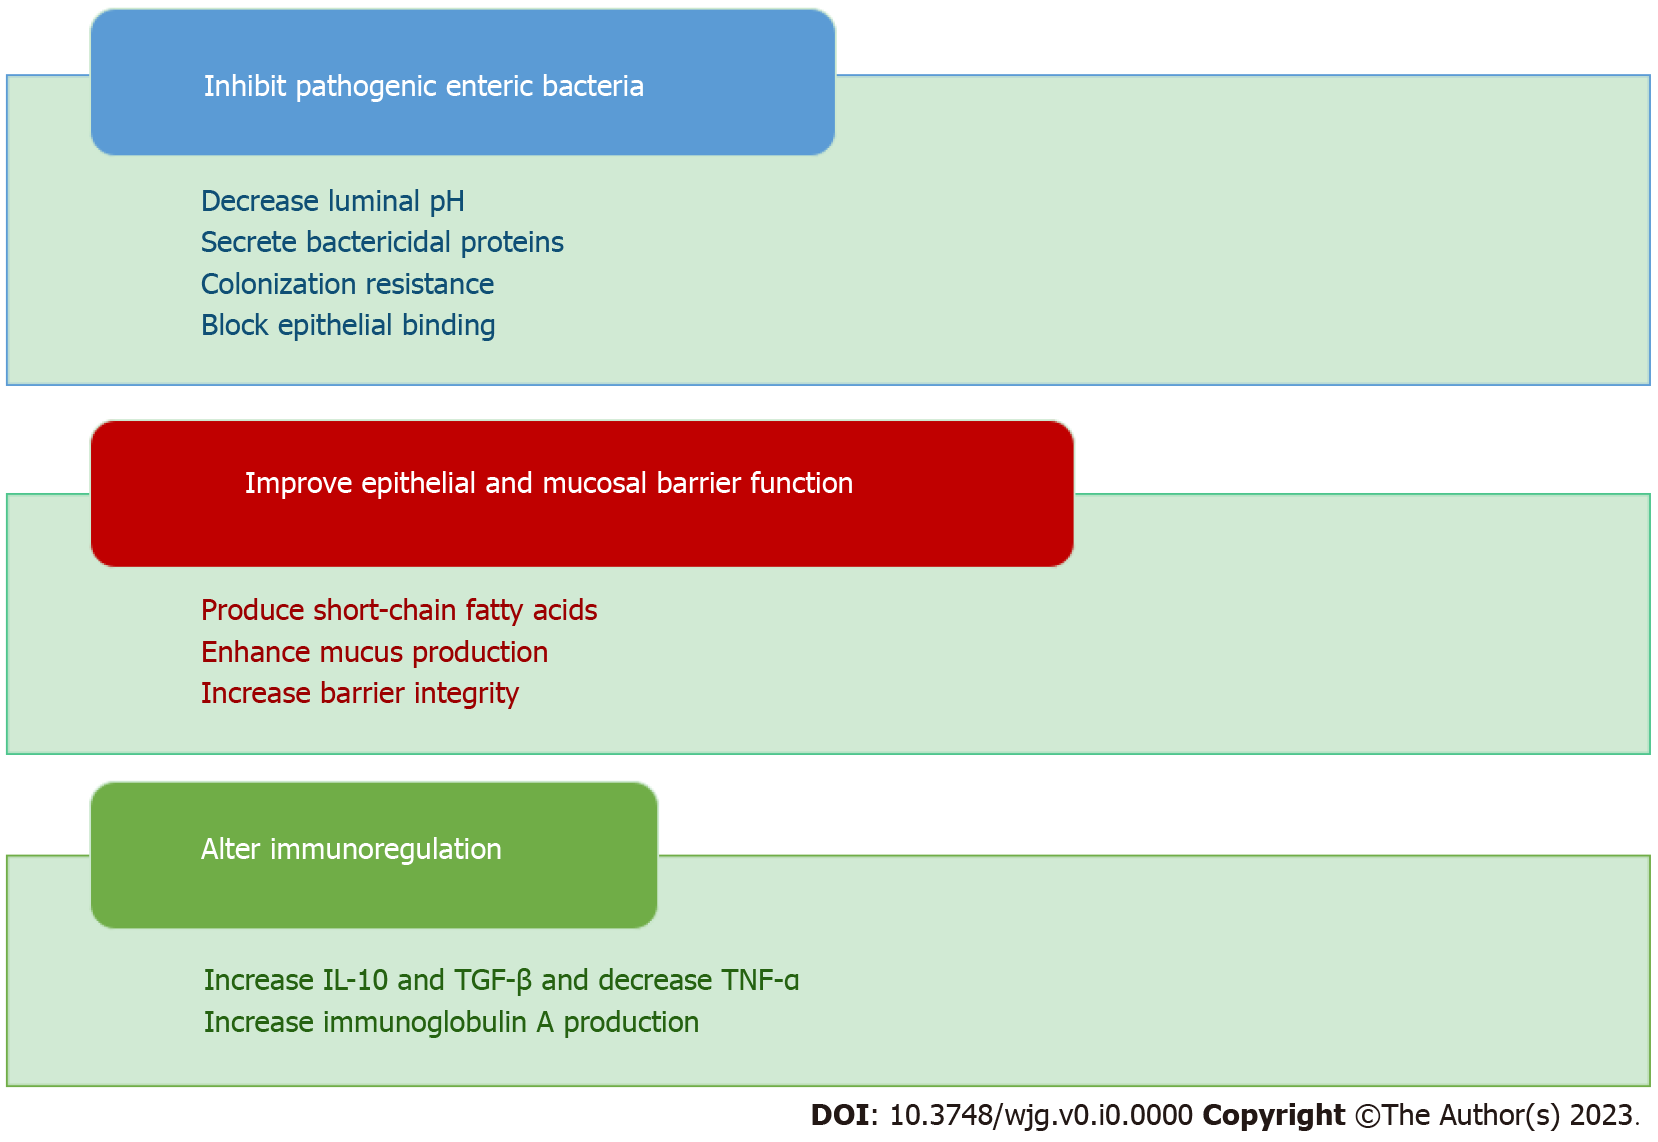 Inhibit pathogenic enteric bacteria
Decrease luminal pH
Secrete bactericidal proteins
Colonization resistance
Block epithelial binding
Improve epithelial and mucosal barrier function
Produce short-chain fatty acids
Enhance mucus production
Increase barrier integrity
Alter immunoregulation
Increase IL-10 and TGF-β and decrease TNF-α
Increase immunoglobulin A production
DOI: 10.3748/wjg.v0.i0.0000 Copyright ©The Author(s) 2023.